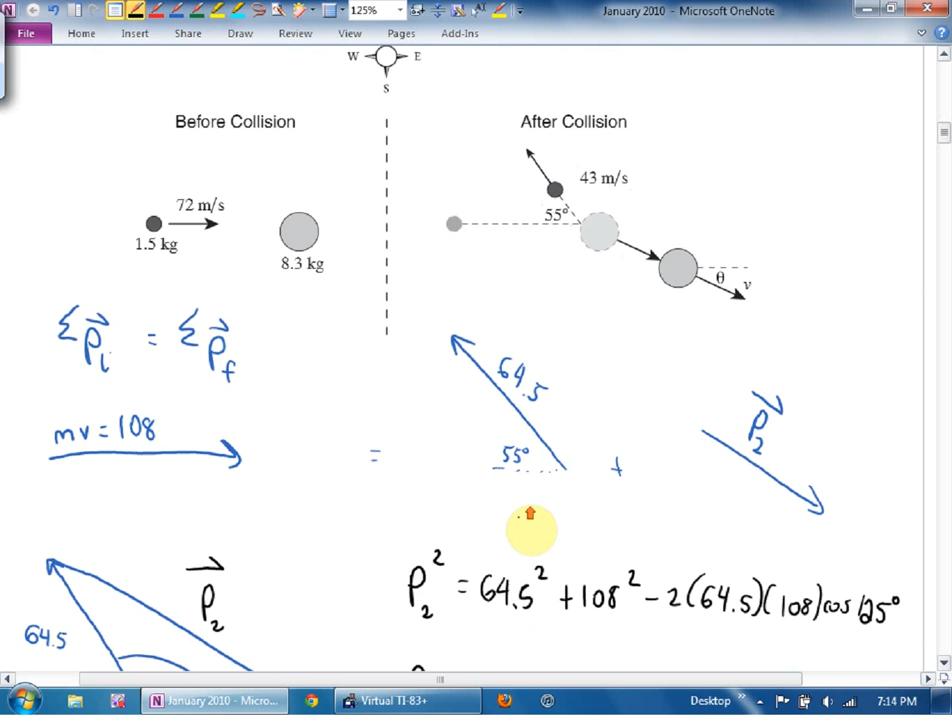 125%
January 2010 - Microsoft OneNote
File Home Insert Share Draw Review Pages Add-Ins
W E
S
Before Collision
After Collision
72 m/s
1.5 kg
8.3 kg
43 m/s
55°
θ
v
Σp⃗i = Σp⃗f
mv = 108
=
64.5
55°
+
P⃗2
64.5
P⃗2
P2² = 64.5² + 108² - 2(64.5)(108)cos 125°
January 2010 - Micro...
Virtual TI-83+
Desktop
7:14 PM